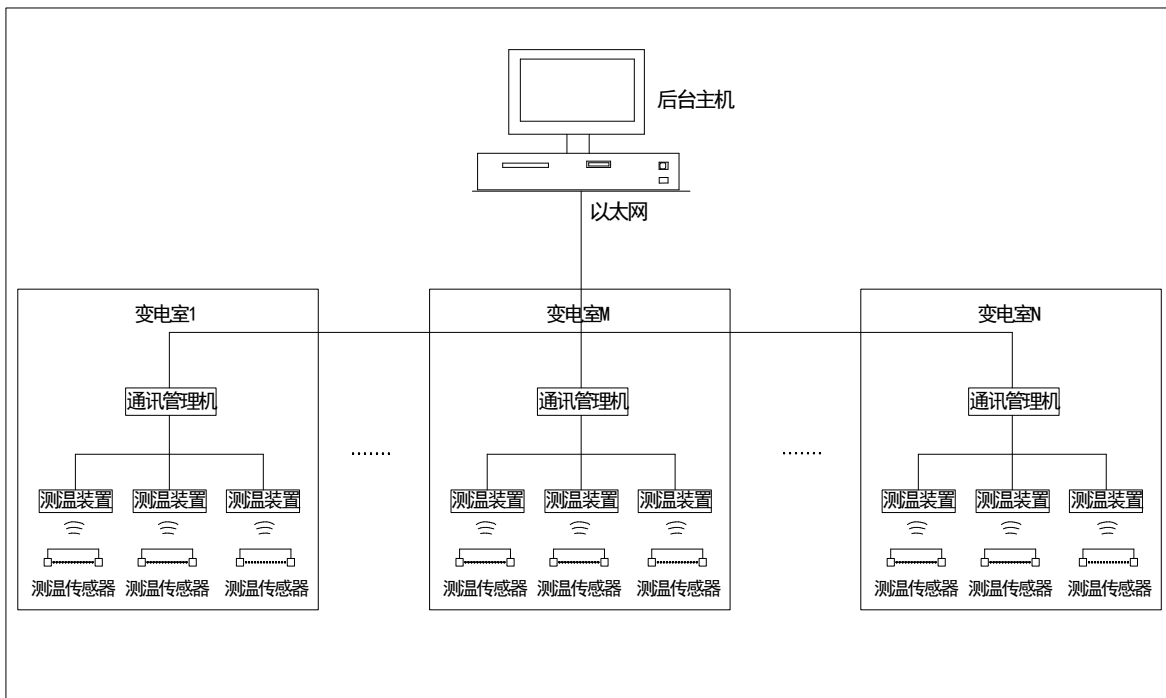 后台主机
以太网
变电室1 变电室M 变电室N
通讯管理机 通讯管理机 通讯管理机
....... .......
测温装置 测温装置 测温装置 测温装置 测温装置 测温装置 测温装置 测温装置 测温装置
测温传感器 测温传感器 测温传感器 测温传感器 测温传感器 测温传感器 测温传感器 测温传感器 测温传感器